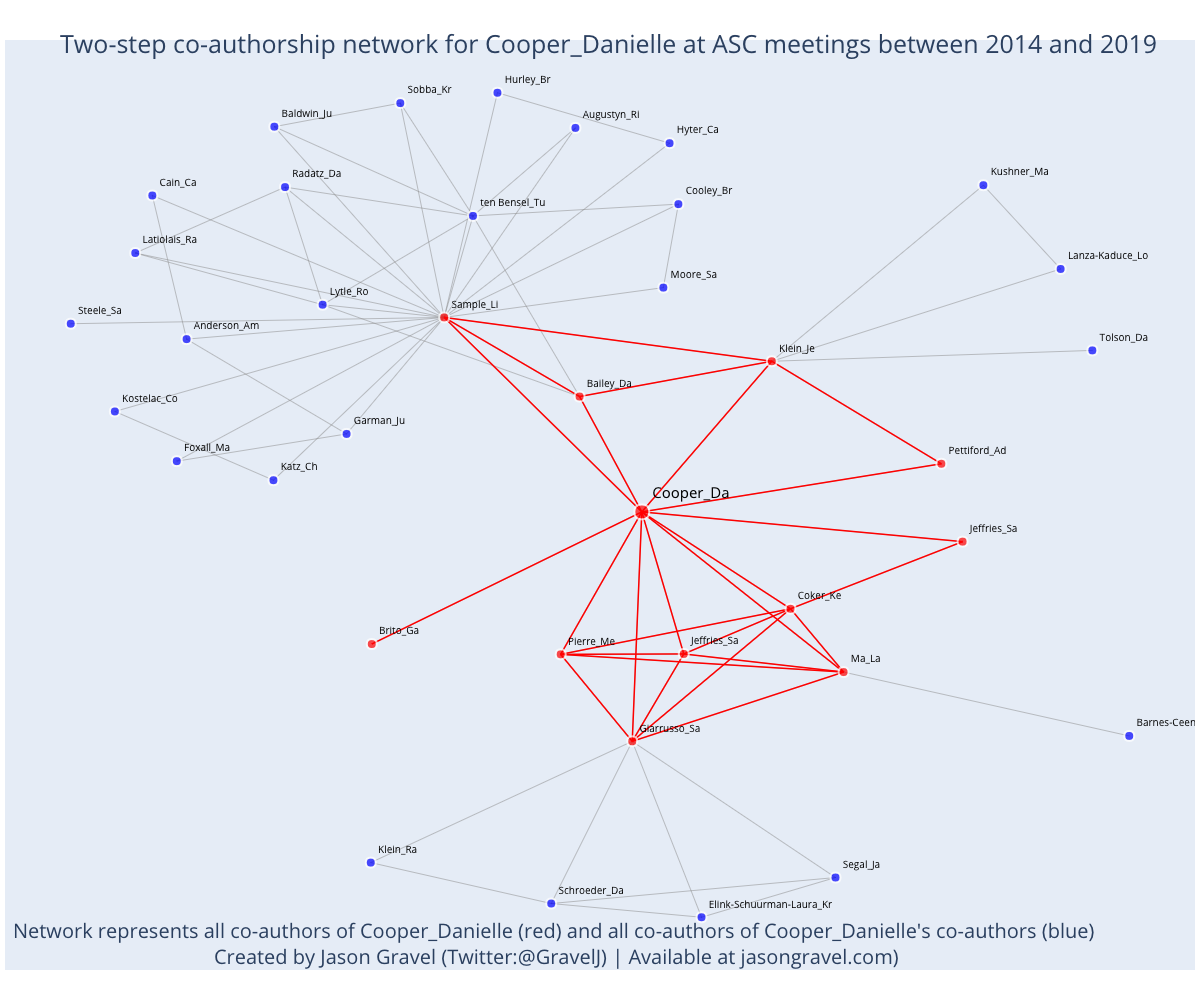 Two-step co-authorship network for Cooper_Danielle at ASC meetings between 2014 and 2019
Hurley_Br
Sobba_Kr
Baldwin_Ju
Augustyn_Ri
Hyter_Ca
Radatz_Da
Cain_Ca
Kushner_Ma
Cooley_Br
ten Bensel_Tu
Latiolais_Ra
Lanza-Kaduce_Lo
Moore_Sa
Lytle_Ro
Sample_Li
Steele_Sa
Anderson_Am
Tolson_Da
Klein_Je
Bailey_Da
Kostelac_Co
Garman_Ju
Foxall_Ma
Pettiford_Ad
Katz_Ch
Cooper_Da
Jeffries_Sa
Coker_Ke
Brito_Ga
Pierre_Me
Jeffries_Sa
Ma_La
Barnes-Ceen
Giarrusso_Sa
Klein_Ra
Segal_Ja
Schroeder_Da
Elink-Schuurman-Laura_Kr
Network represents all co-authors of Cooper_Danielle (red) and all co-authors of Cooper_Danielle's co-authors (blue)
Created by Jason Gravel (Twitter:@GravelJ) | Available at jasongravel.com)